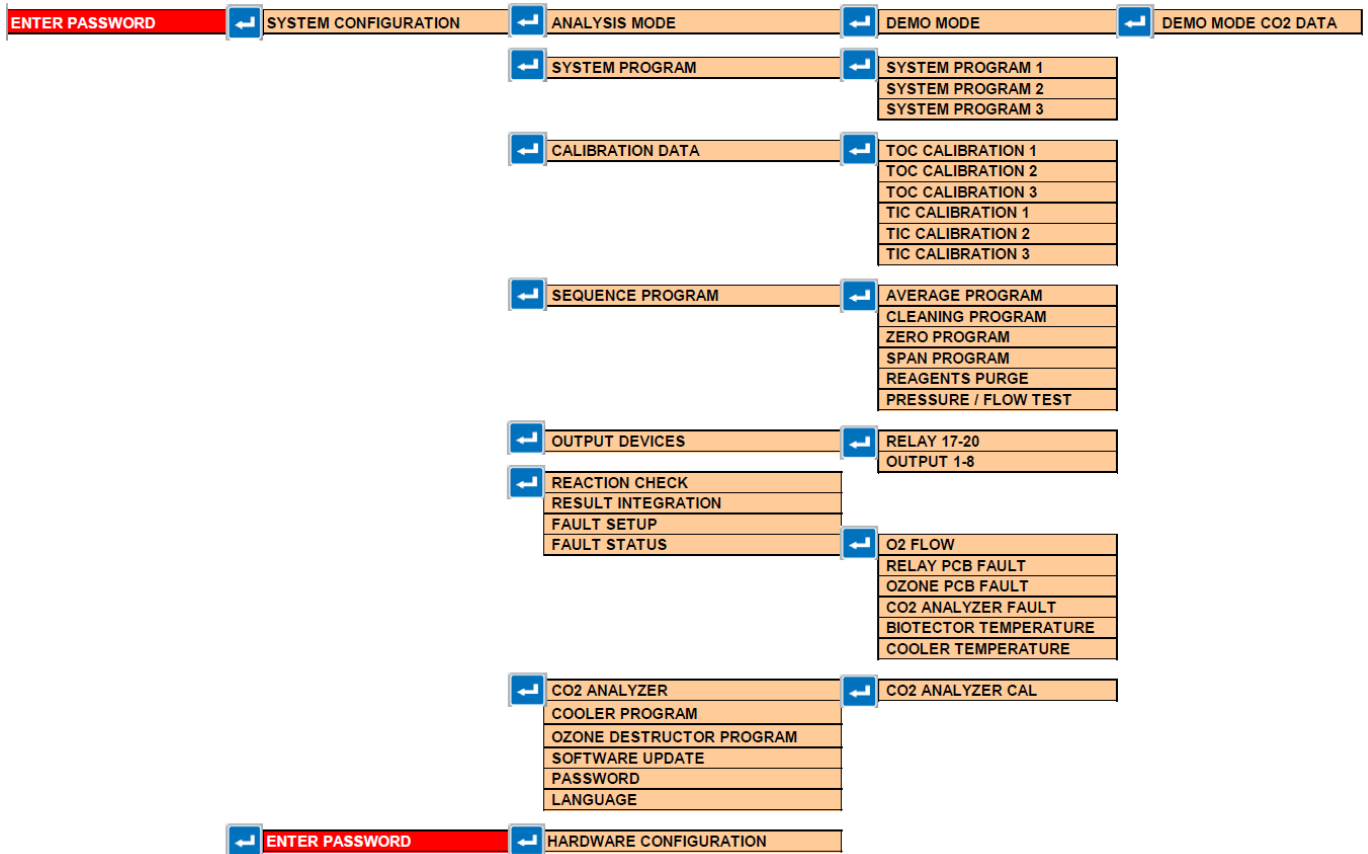 ENTER PASSWORD SYSTEM CONFIGURATION ANALYSIS MODE DEMO MODE DEMO MODE CO2 DATA
SYSTEM PROGRAM SYSTEM PROGRAM 1
SYSTEM PROGRAM 2
SYSTEM PROGRAM 3
CALIBRATION DATA TOC CALIBRATION 1
TOC CALIBRATION 2
TOC CALIBRATION 3
TIC CALIBRATION 1
TIC CALIBRATION 2
TIC CALIBRATION 3
SEQUENCE PROGRAM AVERAGE PROGRAM
CLEANING PROGRAM
ZERO PROGRAM
SPAN PROGRAM
REAGENTS PURGE
PRESSURE / FLOW TEST
OUTPUT DEVICES RELAY 17-20
OUTPUT 1-8
REACTION CHECK
RESULT INTEGRATION
FAULT SETUP
FAULT STATUS O2 FLOW
RELAY PCB FAULT
OZONE PCB FAULT
CO2 ANALYZER FAULT
BIOTECTOR TEMPERATURE
COOLER TEMPERATURE
CO2 ANALYZER CO2 ANALYZER CAL
COOLER PROGRAM
OZONE DESTRUCTOR PROGRAM
SOFTWARE UPDATE
PASSWORD
LANGUAGE
ENTER PASSWORD HARDWARE CONFIGURATION